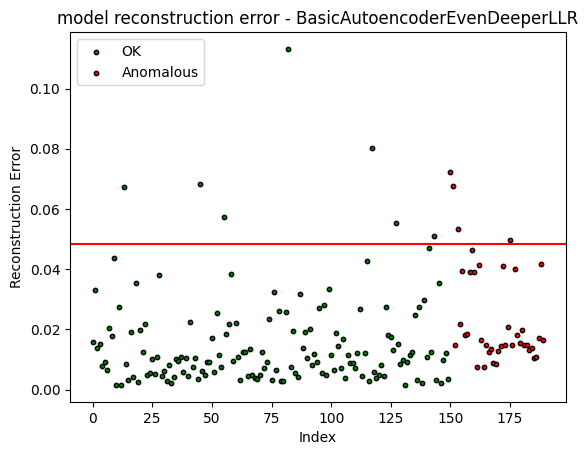 model reconstruction error - BasicAutoencoderEvenDeeperLLR
OK
Anomalous
Reconstruction Error
0.10
0.08
0.06
0.04
0.02
0.00
0
25
50
75
100
125
150
175
Index